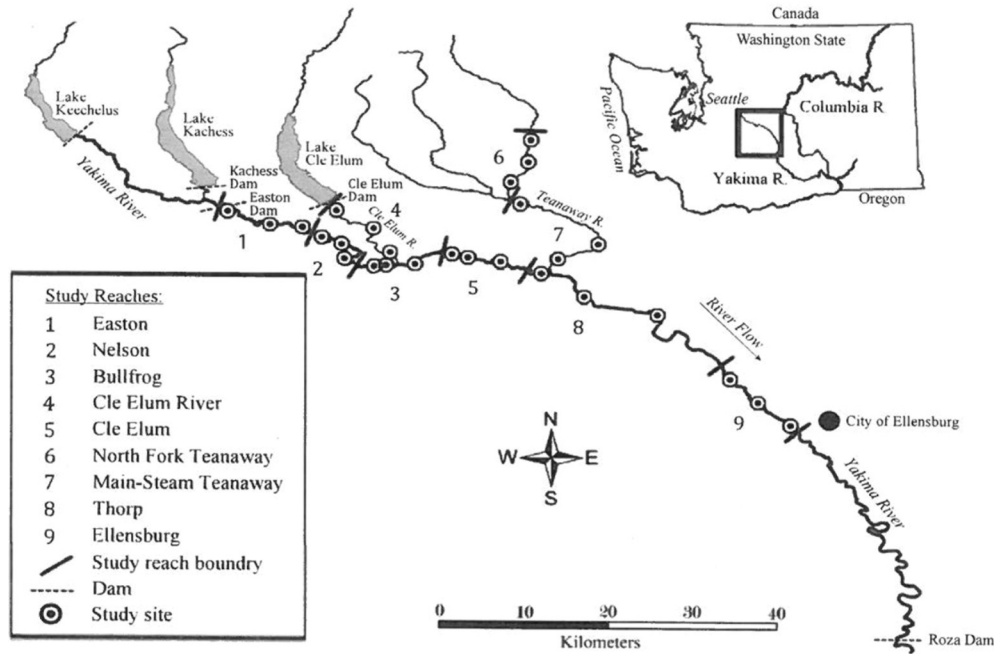 Canada
Washington State
Seattle
Pacific Ocean
Columbia R
Yakima R.
Oregon
Lake
Keechelus
Lake
Kachess
Lake
Cle Elum
Kachess
Dam
Easton
Dam
Cle Elum
Dam
Yakima River
Cle Elum R.
Teanaway R.
1
2
3
4
5
6
7
8
9
River Flow
City of Ellensburg
Yakima River
Roza Dam
N
W
E
S
Study Reaches:
1 Easton
2 Nelson
3 Bullfrog
4 Cle Elum River
5 Cle Elum
6 North Fork Teanaway
7 Main-Steam Teanaway
8 Thorp
9 Ellensburg
Study reach boundry
Dam
Study site
0 10 20 30 40
Kilometers